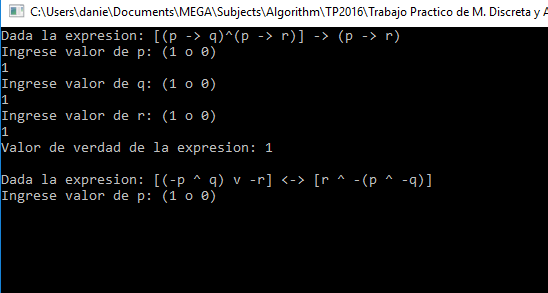 C:\Users\danie\Documents\MEGA\Subjects\Algorithm\TP2016\Trabajo Practico de M. Discreta y
Dada la expresion: [(p -> q)^(p -> r)] -> (p -> r)
Ingrese valor de p: (1 o 0)
1
Ingrese valor de q: (1 o 0)
1
Ingrese valor de r: (1 o 0)
1
Valor de verdad de la expresion: 1
Dada la expresion: [(-p ^ q) v -r] <-> [r ^ -(p ^ -q)]
Ingrese valor de p: (1 o 0)